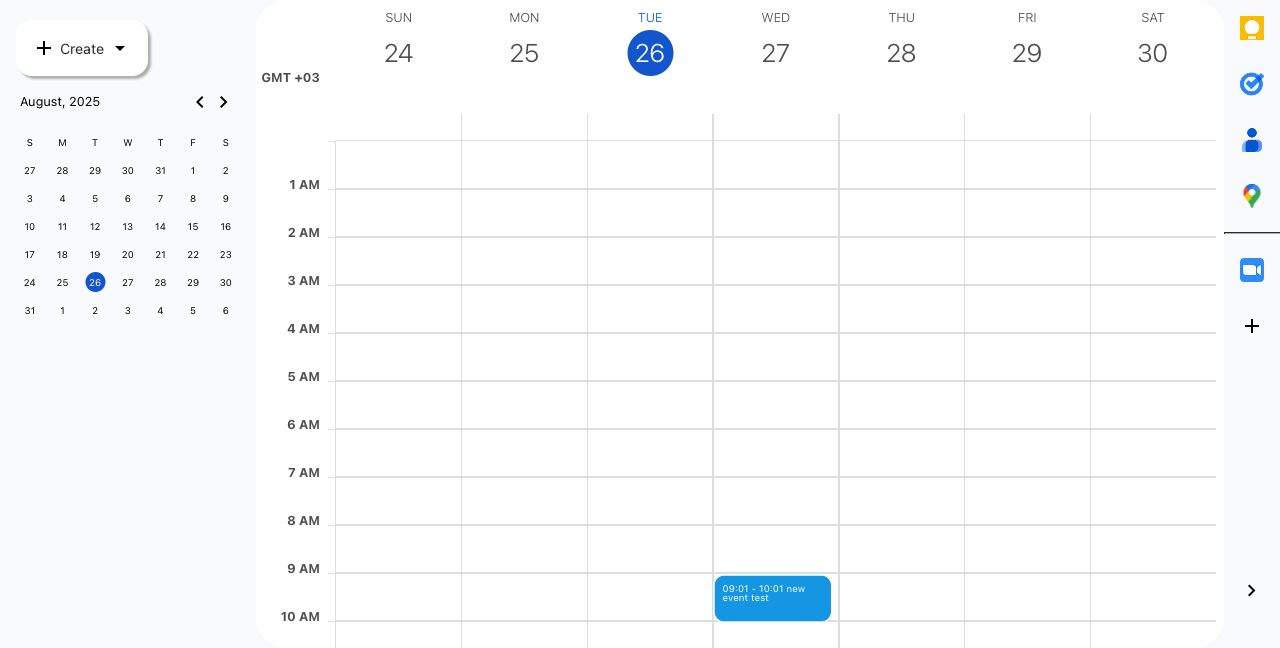 Create
August, 2025
S M T W T F S
27 28 29 30 31 1 2
3 4 5 6 7 8 9
10 11 12 13 14 15 16
17 18 19 20 21 22 23
24 25 26 27 28 29 30
31 1 2 3 4 5 6
SUN MON TUE WED THU FRI SAT
24 25 26 27 28 29 30
GMT +03
1 AM
2 AM
3 AM
4 AM
5 AM
6 AM
7 AM
8 AM
9 AM
09:01 - 10:01 new
event test
10 AM